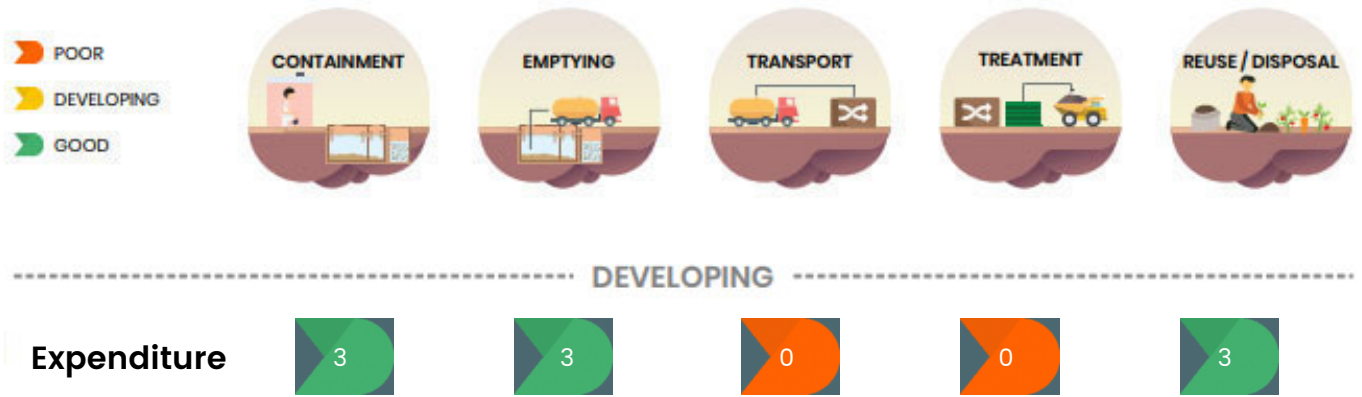 POOR
DEVELOPING
GOOD
CONTAINMENT
EMPTYING
TRANSPORT
TREATMENT
REUSE / DISPOSAL
DEVELOPING
Expenditure 3 3 0 0 3